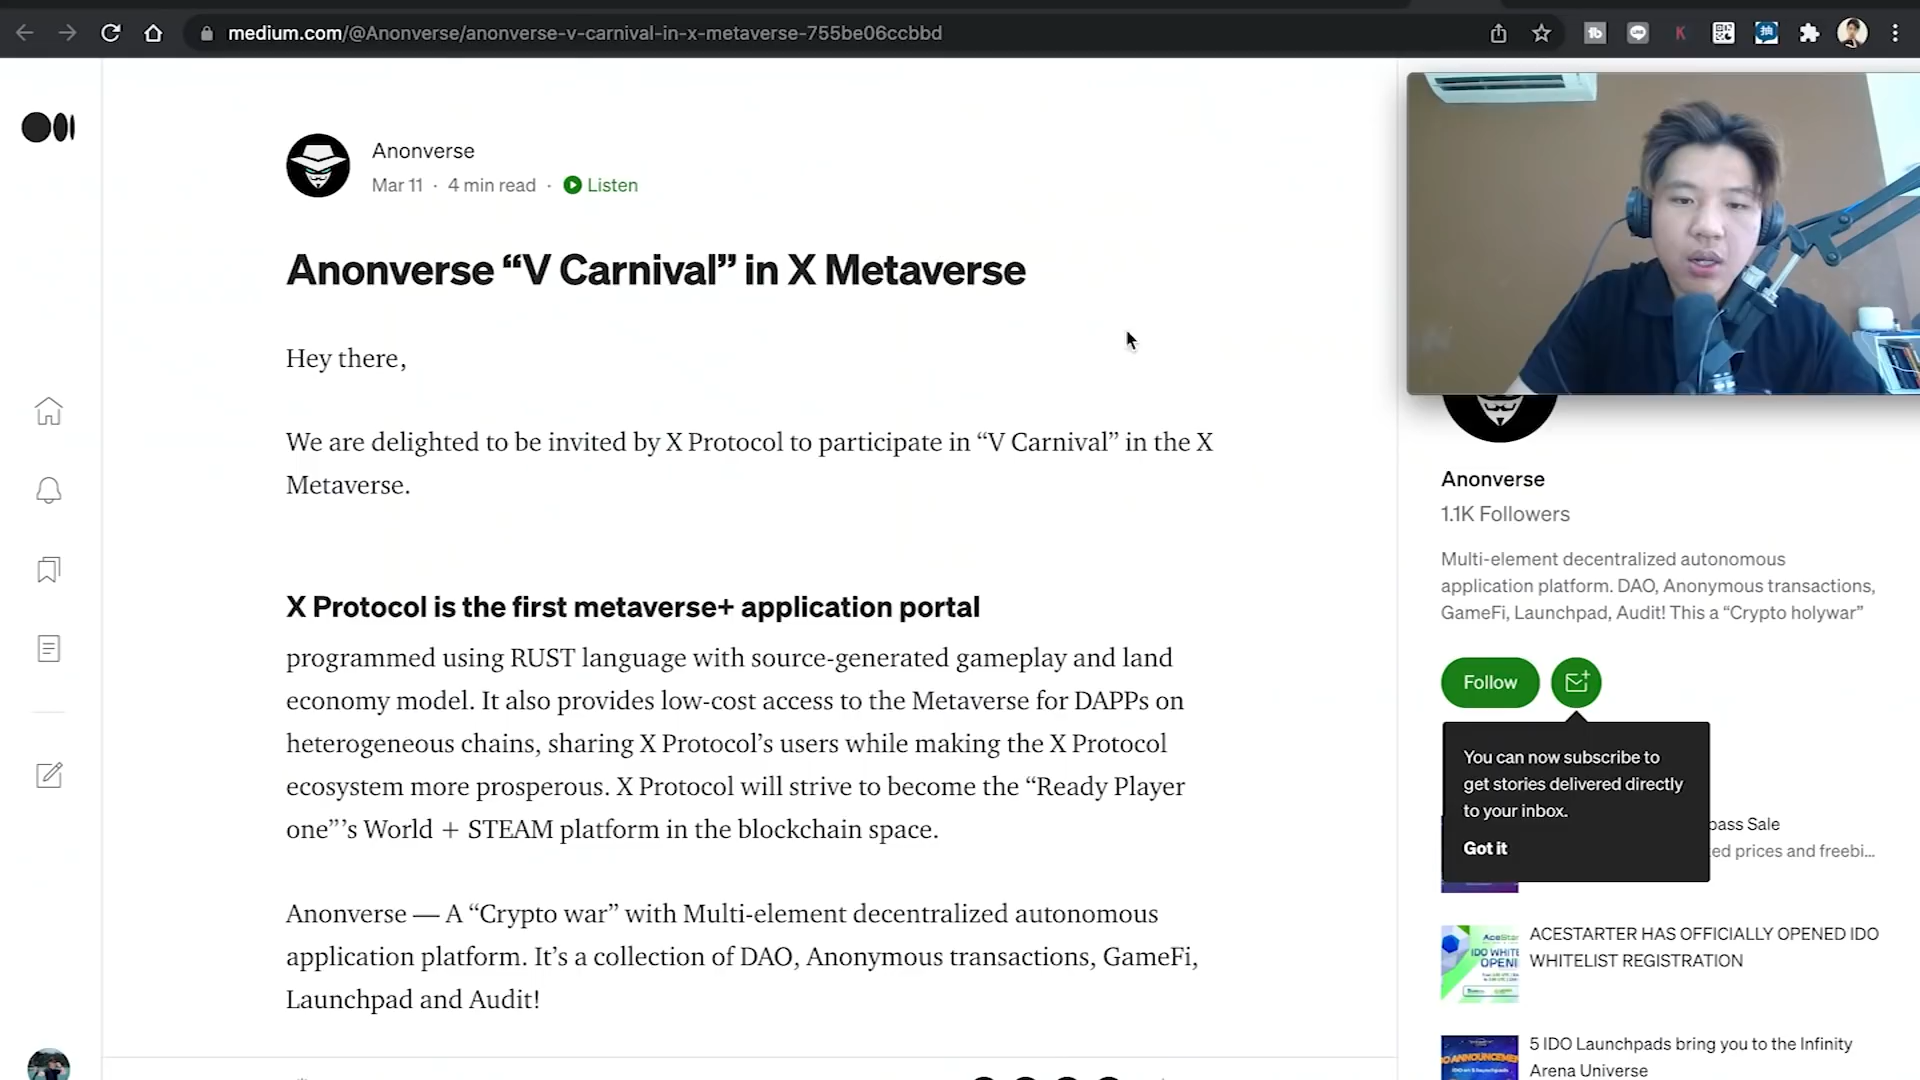 medium.com/@Anonverse/anonverse-v-carnival-in-x-metaverse-755be06ccbbd
Anonverse
Mar 11 · 4 min read · Listen
Anonverse “V Carnival” in X Metaverse
Hey there,
We are delighted to be invited by X Protocol to participate in “V Carnival” in the X
Metaverse.
X Protocol is the first metaverse+ application portal
programmed using RUST language with source-generated gameplay and land
economy model. It also provides low-cost access to the Metaverse for DAPPs on
heterogeneous chains, sharing X Protocol’s users while making the X Protocol
ecosystem more prosperous. X Protocol will strive to become the “Ready Player
one”’s World + STEAM platform in the blockchain space.
Anonverse — A “Crypto war” with Multi-element decentralized autonomous
application platform. It’s a collection of DAO, Anonymous transactions, GameFi,
Launchpad and Audit!
Anonverse
1.1K Followers
Multi-element decentralized autonomous
application platform. DAO, Anonymous transactions,
GameFi, Launchpad, Audit! This a “Crypto holywar”
Follow
You can now subscribe to
get stories delivered directly
to your inbox.
Got it
pass Sale
ed prices and freebi...
ACESTARTER HAS OFFICIALLY OPENED IDO
WHITELIST REGISTRATION
5 IDO Launchpads bring you to the Infinity
Arena Universe